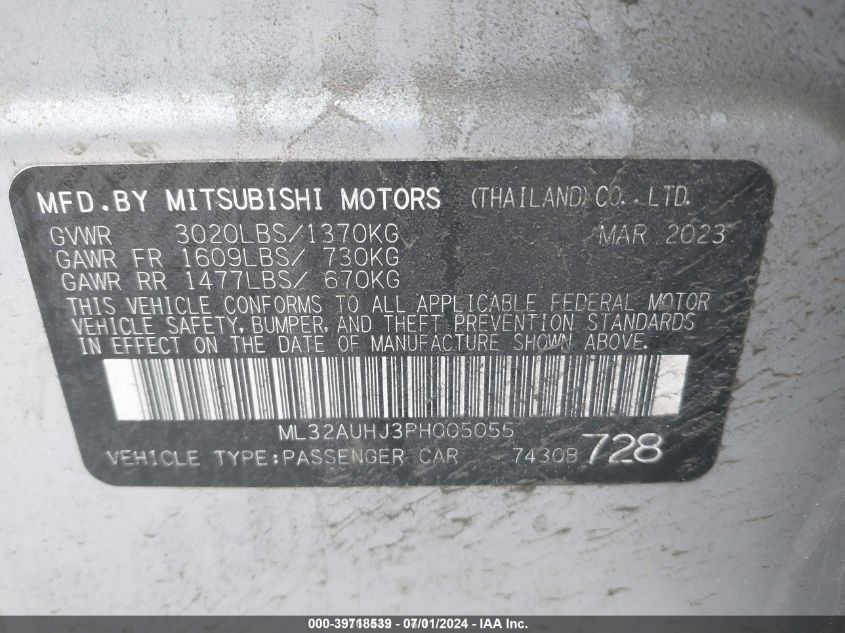 MFD.BY MITSUBISHI MOTORS (THAILAND) CO., LTD.
GVWR 3020LBS/1370KG MAR 2023
GAWR FR 1609LBS/ 730KG
GAWR RR 1477LBS/ 670KG
THIS VEHICLE CONFORMS TO ALL APPLICABLE FEDERAL MOTOR
VEHICLE SAFETY, BUMPER, AND THEFT PREVENTION STANDARDS
IN EFFECT ON THE DATE OF MANUFACTURE SHOWN ABOVE.
ML32AUHJ3PH005055
VEHICLE TYPE:PASSENGER CAR 7430B 728
000-39718539 - 07/01/2024 - IAA Inc.